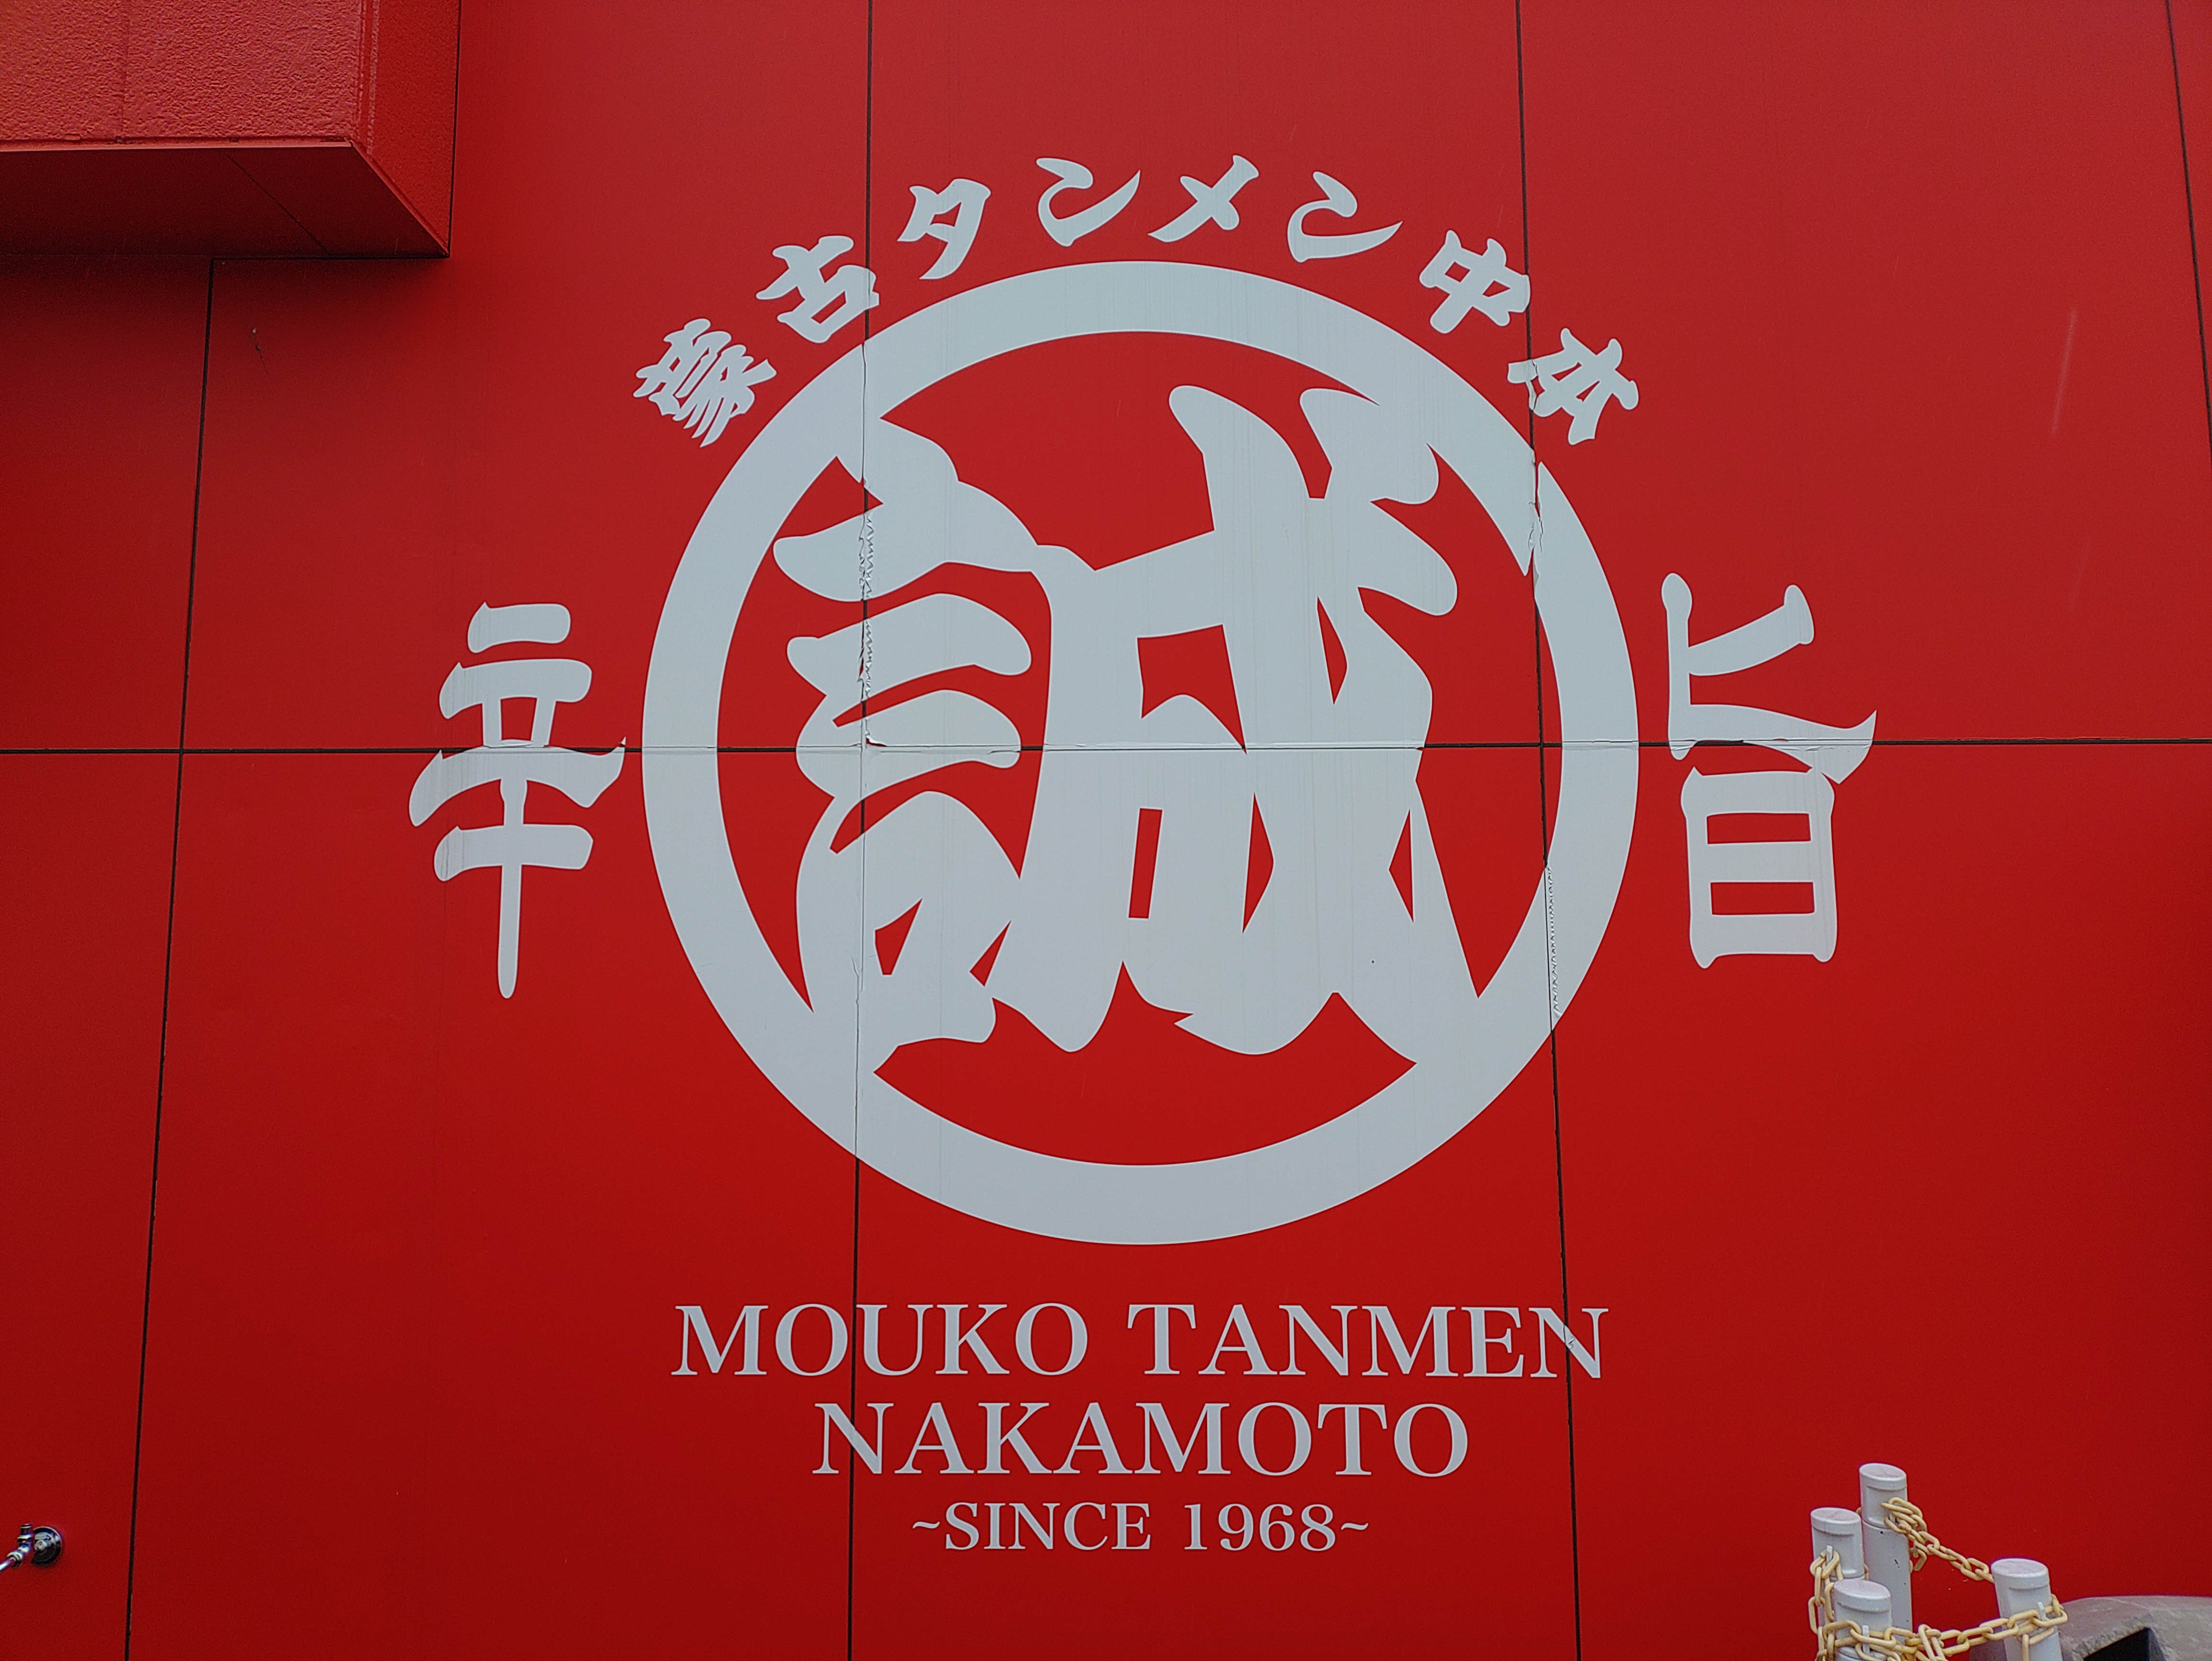 蒙古タンメン中本
辛
誠
旨
MOUKO TANMEN
NAKAMOTO
~SINCE 1968~